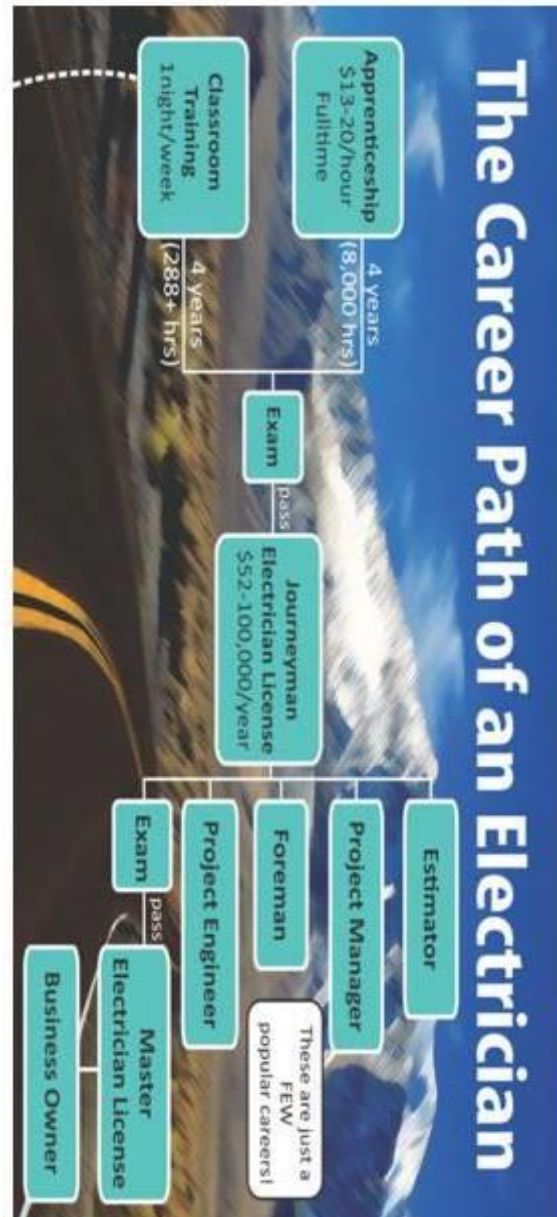 The Career Path of an Electrician
Apprenticeship
$13-20/hour
Fulltime
4 years
(8,000 hrs)
Classroom
Training
1night/week
4 years
(288+ hrs)
Exam
pass
Journeyman
Electrician License
$52-100,000/year
Estimator
Project Manager
Foreman
Project Engineer
Exam
pass
Master
Electrician License
Business Owner
These are just a
FEW
popular careers!